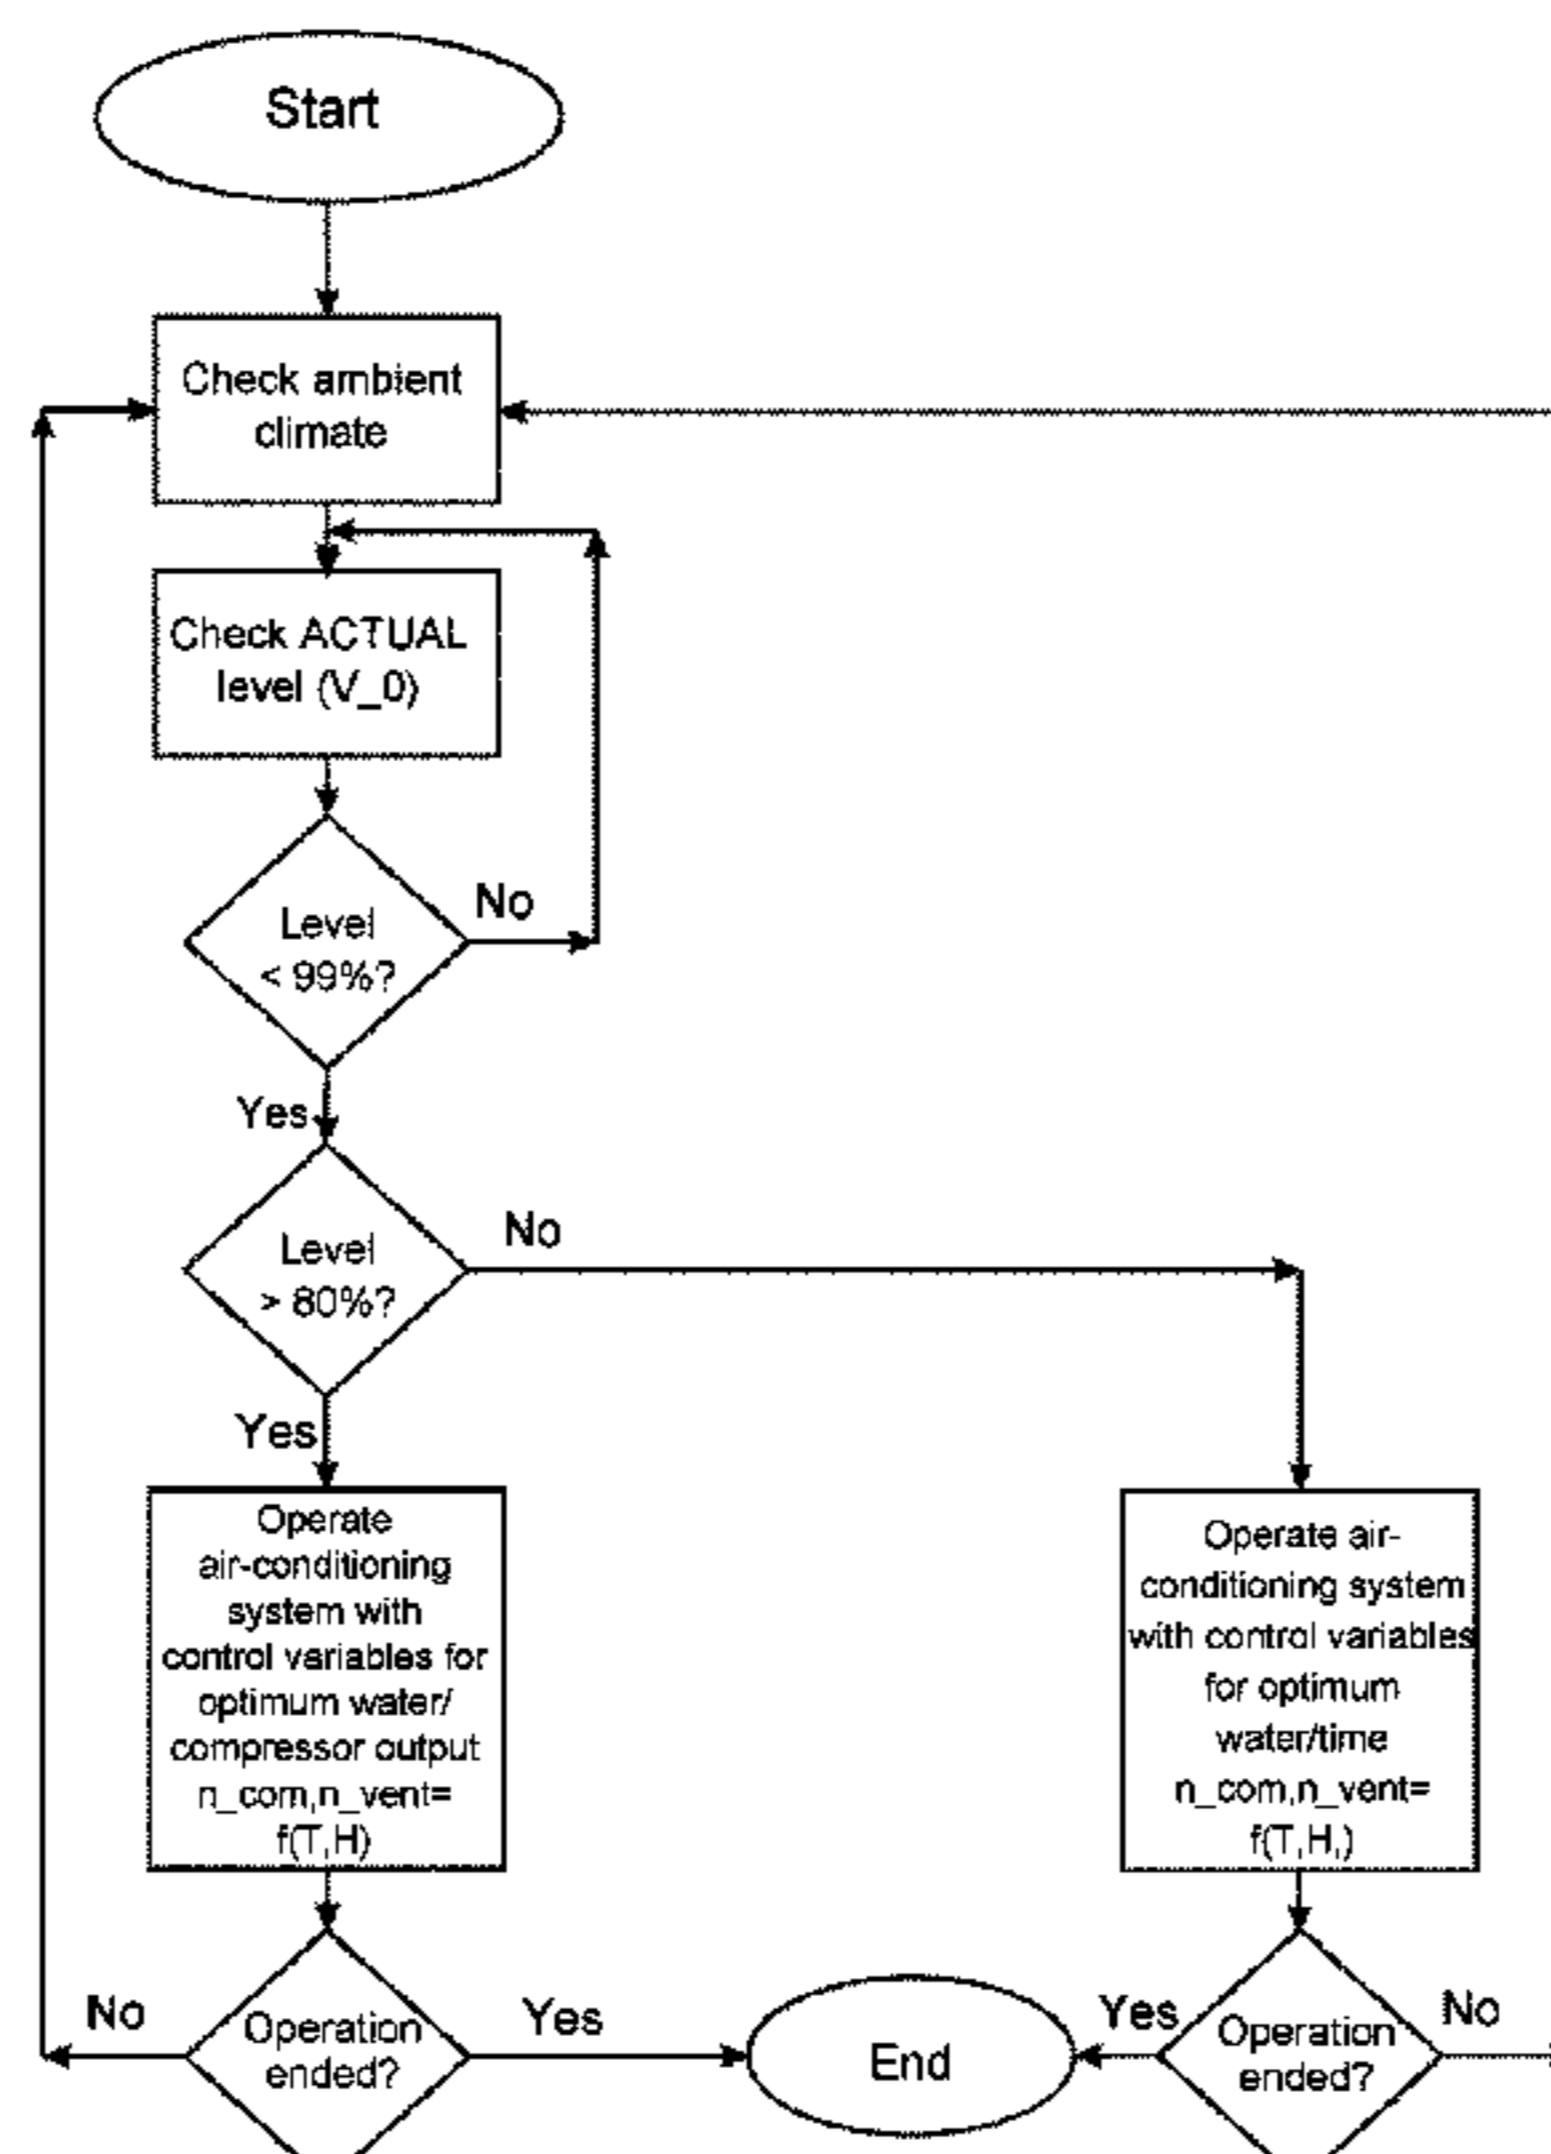 Start
Check ambient
climate
Check ACTUAL
level (V_0)
Level
< 99%?
No
Yes
Level
> 80%?
No
Yes
Operate
air-conditioning
system with
control variables for
optimum water/
compressor output
n_com,n_vent=
f(T,H)
Operate air-
conditioning system
with control variables
for optimum
water/time
n_com,n_vent=
f(T,H,)
No
Operation
ended?
Yes
End
Yes
Operation
ended?
No